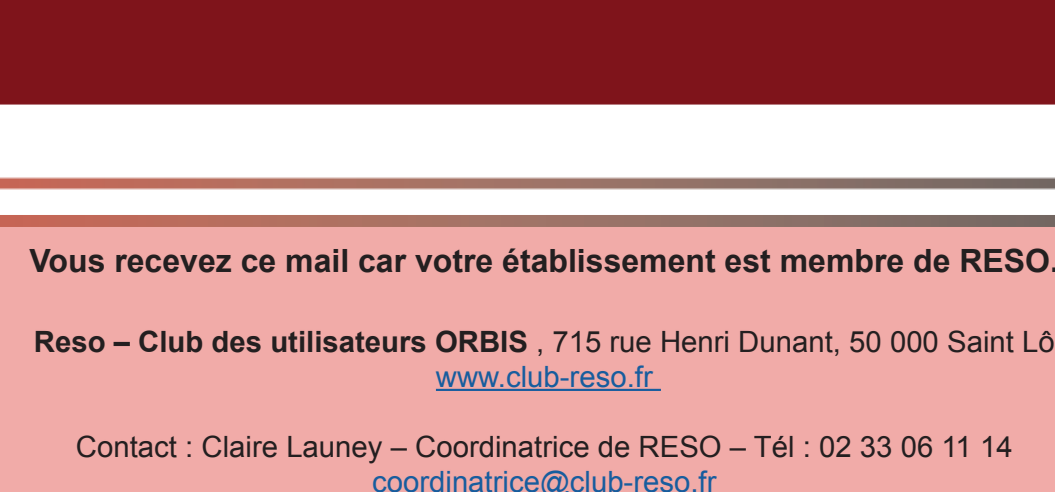 Vous recevez ce mail car votre établissement est membre de RESO.
Reso – Club des utilisateurs ORBIS , 715 rue Henri Dunant, 50 000 Saint Lô
www.club-reso.fr
Contact : Claire Launey – Coordinatrice de RESO – Tél : 02 33 06 11 14
coordinatrice@club-reso.fr